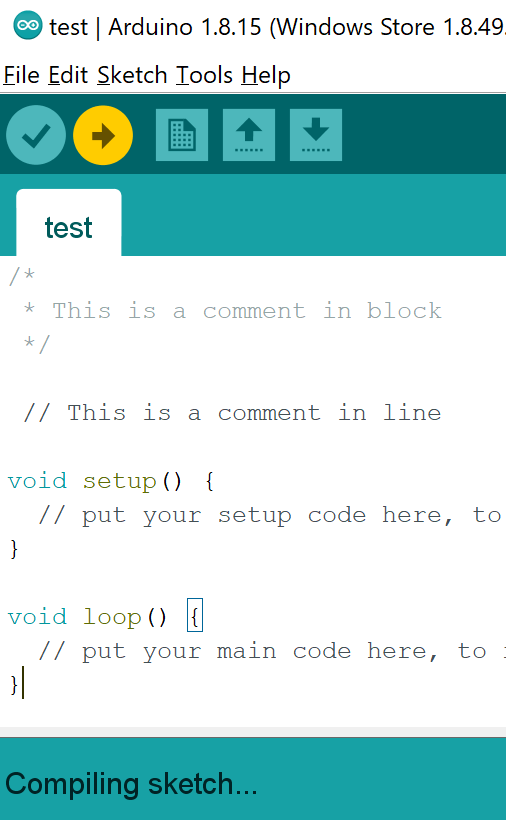 test | Arduino 1.8.15 (Windows Store 1.8.49.
File Edit Sketch Tools Help
test
/*
 * This is a comment in block
 */
 // This is a comment in line
void setup() {
  // put your setup code here, to
}
void loop() {
  // put your main code here, to
}
Compiling sketch...